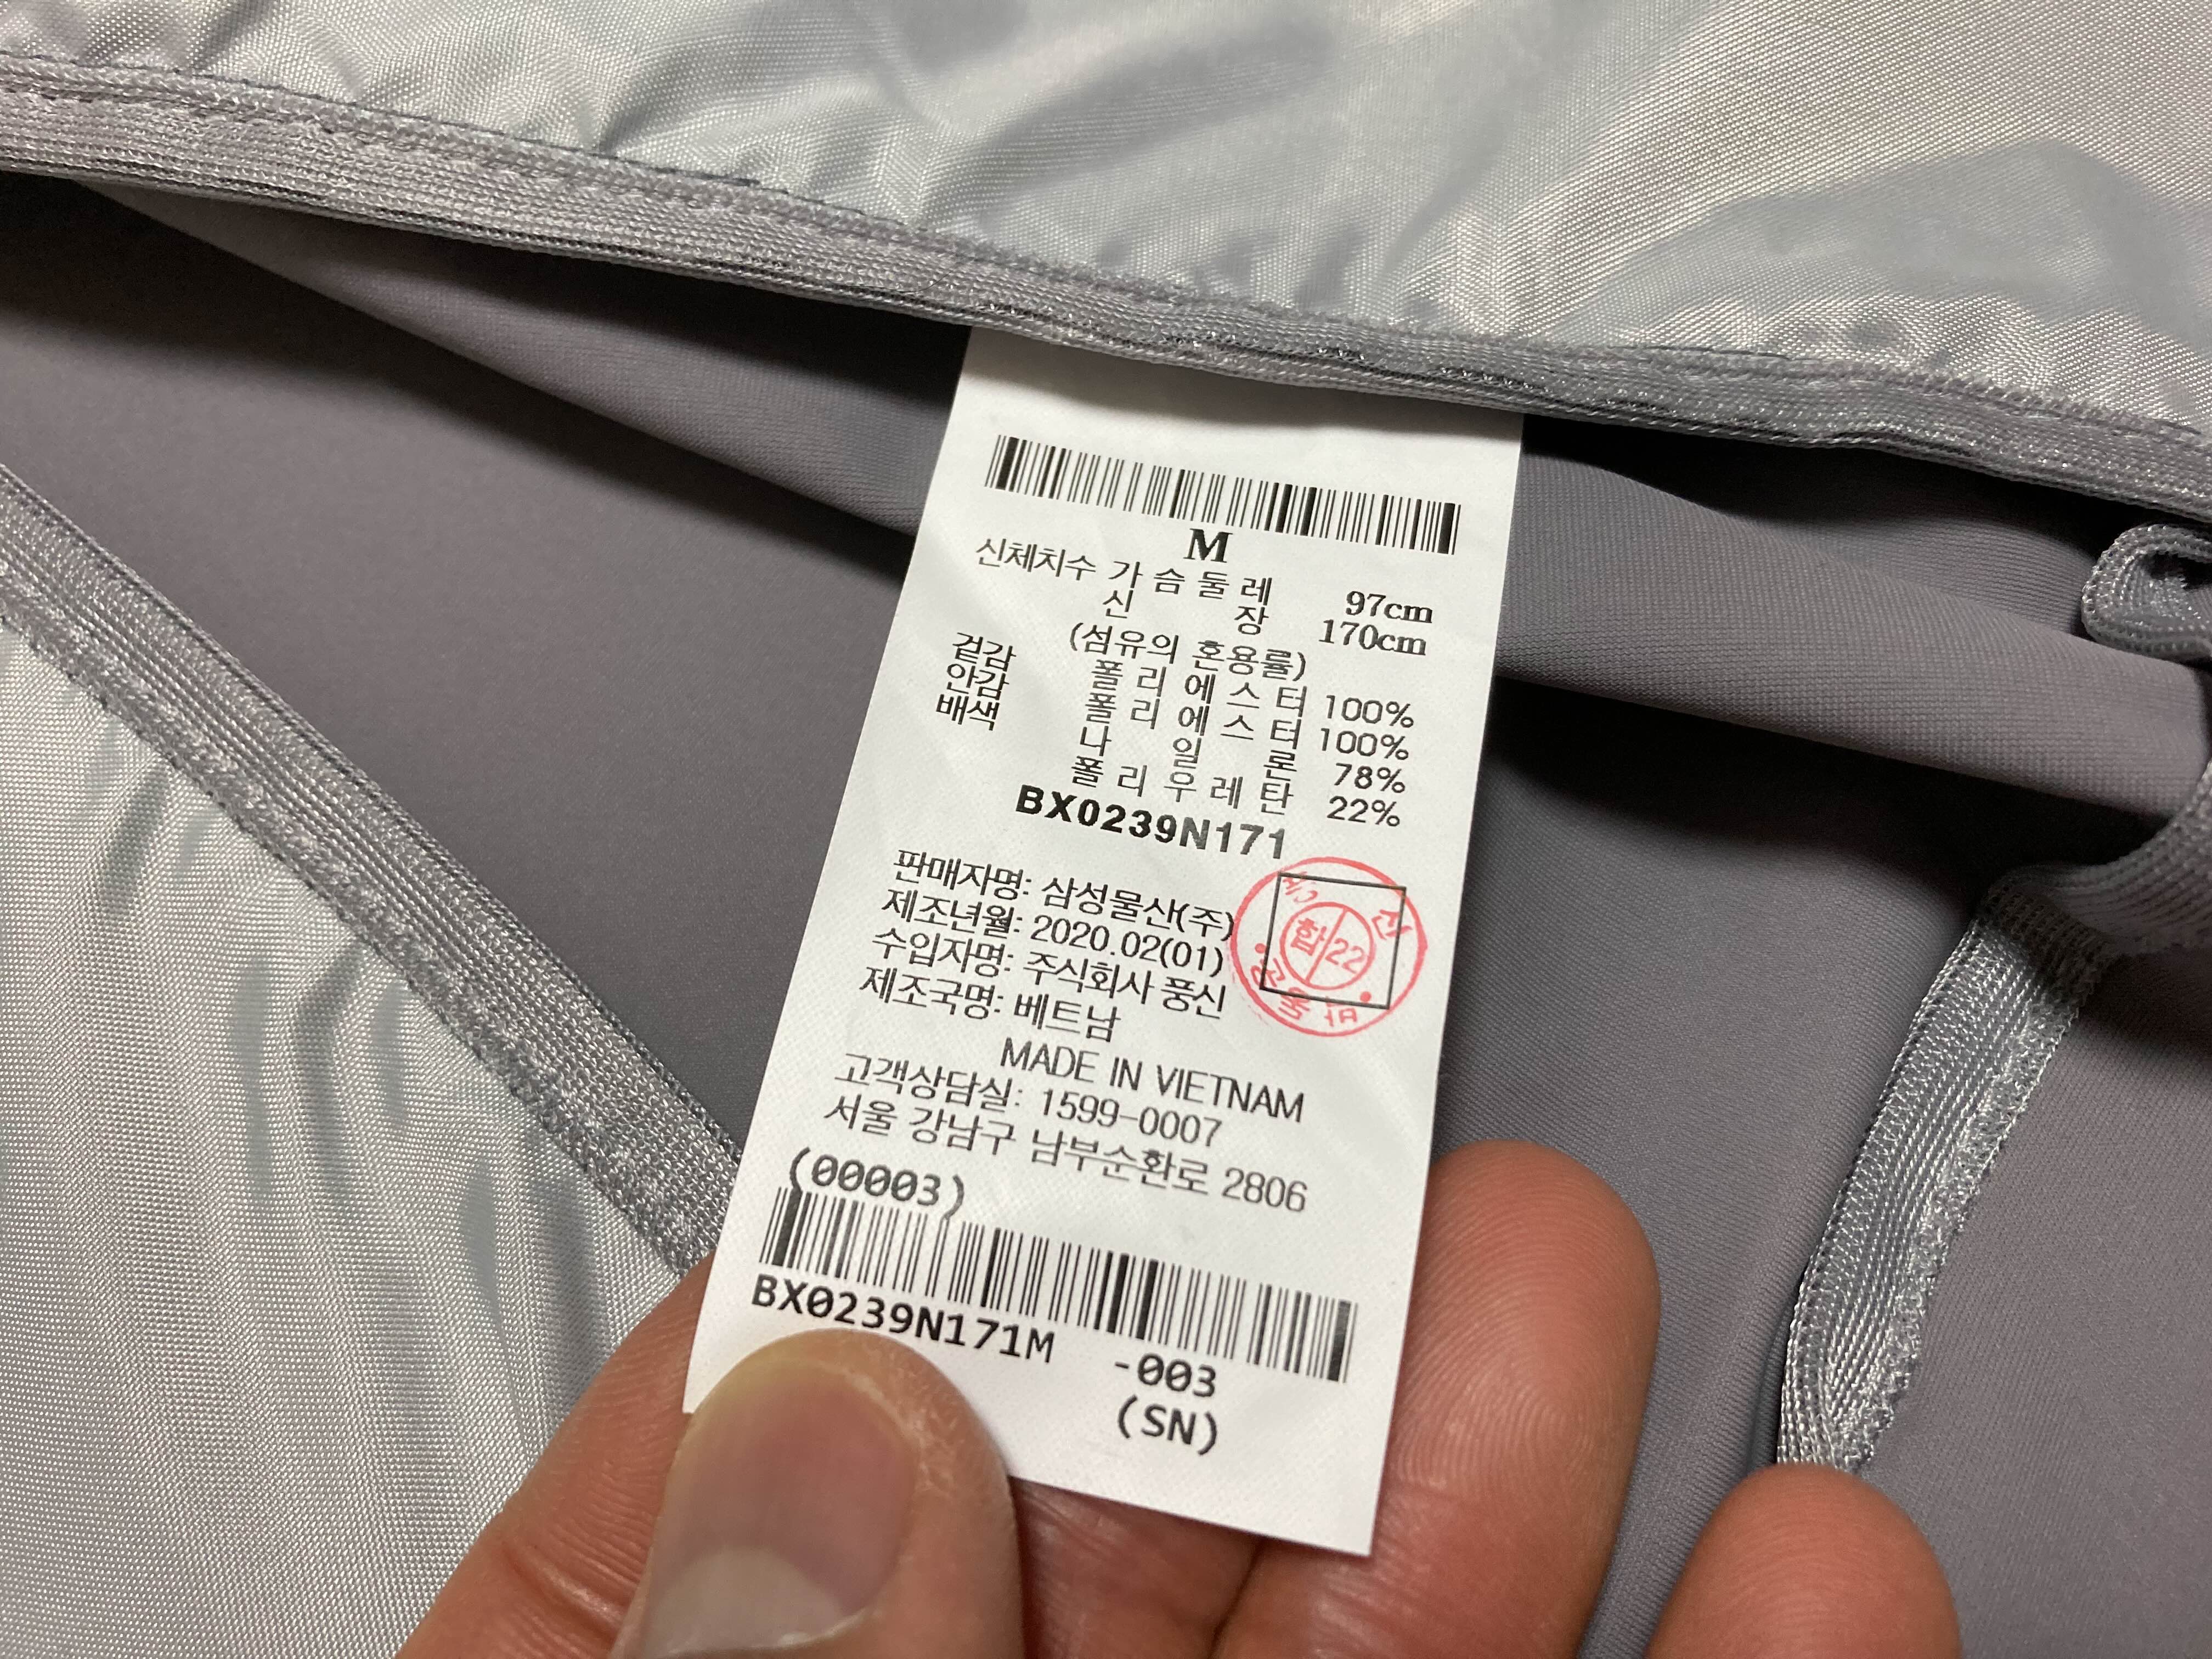 M
신체치수 가 슴 둘 레 97cm
신 장 170cm
(섬유의 혼용률)
겉감 폴 리 에 스 터 100%
안감 폴 리 에 스 터 100%
배색 나 일 론 78%
폴 리 우 레 탄 22%
BX0239N171
판매자명: 삼성물산(주)
제조년월: 2020.02(01)
수입자명: 주식회사 풍신
제조국명: 베트남
MADE IN VIETNAM
고객상담실: 1599-0007
서울 강남구 남부순환로 2806
합 22
(00003)
BX0239N171M -003
(SN)